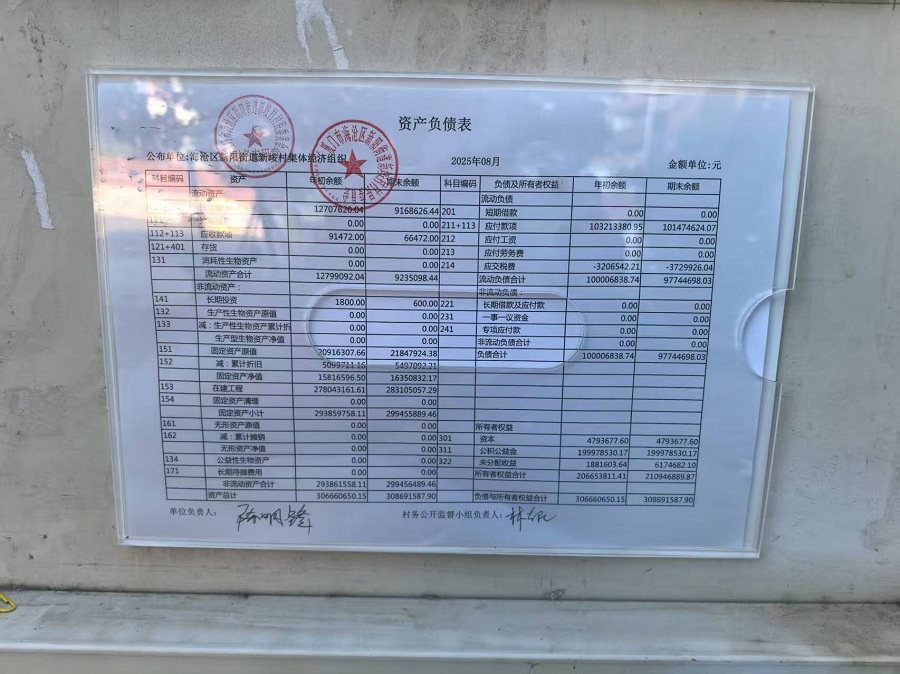 资产负债表
公布单位:海沧区新阳街道新垵村集体经济组织 2025年08月 金额单位:元
科目编码 资产 年初余额 期末余额 科目编码 负债及所有者权益 年初余额 期末余额
流动资产: 流动负债
12707620.04 9168626.44 201 短期借款 0.00 0.00
0.00 0.00 211+113 应付款项 103213380.95 101474624.07
112+113 应收款项 91472.00 66472.00 212 应付工资 0.00 0.00
121+401 存货 0.00 0.00 213 应付劳务费 0.00 0.00
131 消耗性生物资产 0.00 0.00 214 应交税费 -3206542.21 -3729926.04
流动资产合计 12799092.04 9235098.44 流动负债合计 100006838.74 97744698.03
非流动资产: 非流动负债:
141 长期投资 1800.00 600.00 221 长期借款及应付款 0.00 0.00
132 生产性生物资产原值 0.00 0.00 231 一事一议资金 0.00 0.00
133 减:生产性生物资产累计折 0.00 0.00 241 专项应付款 0.00 0.00
生产型生物资产净值 0.00 0.00 非流动负债合计 0.00 0.00
151 固定资产原值 20916307.66 21847924.38 负债合计 100006838.74 97744698.03
152 减:累计折旧 5099711.16 5497092.21
固定资产净值 15816596.50 16350832.17
153 在建工程 278043161.61 283105057.29
154 固定资产清理 0.00 0.00
固定资产小计 293859758.11 299455889.46
161 无形资产原值 0.00 0.00 所有者权益
162 减:累计摊销 0.00 0.00 301 资本 4793677.60 4793677.60
无形资产净值 0.00 0.00 311 公积公益金 199978530.17 199978530.17
134 公益性生物资产 0.00 0.00 322 未分配收益 1881603.64 6174682.10
171 长期待摊费用 0.00 0.00 所有者权益合计 206653811.41 210946889.87
非流动资产合计 293861558.11 299456489.46
资产总计 306660650.15 308691587.90 负债与所有者权益合计 306660650.15 308691587.90
单位负责人: 村务公开监督小组负责人: